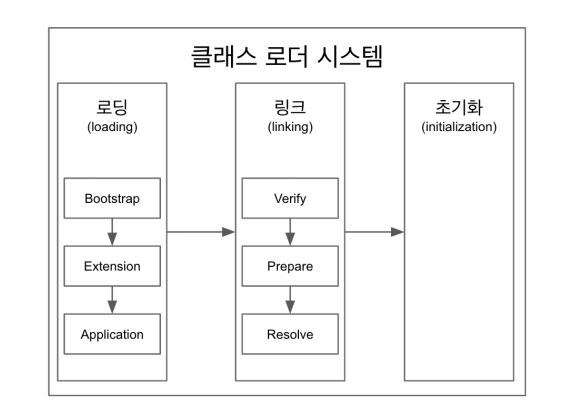 클래스 로더 시스템
로딩
(loading)
Bootstrap
Extension
Application
링크
(linking)
Verify
Prepare
Resolve
초기화
(initialization)